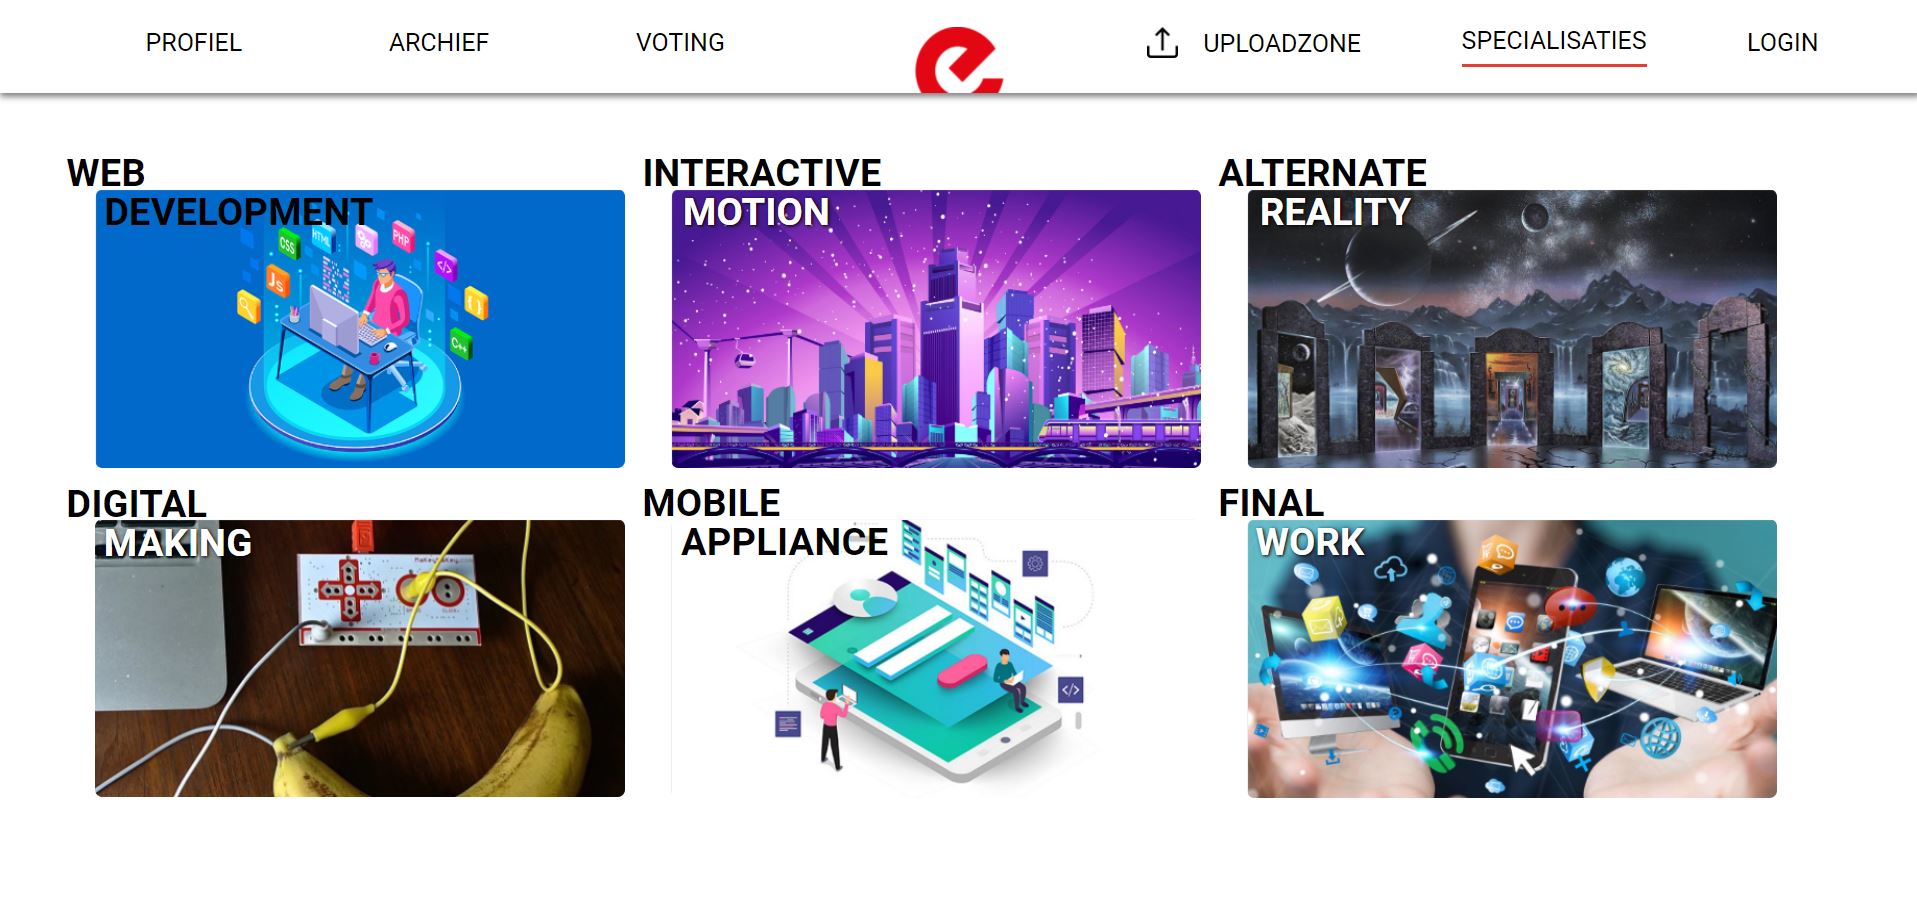 PROFIEL
ARCHIEF
VOTING
UPLOADZONE
SPECIALISATIES
LOGIN
WEB
DEVELOPMENT
CSS
HTML
PHP
</>
Js
{ }
C++
INTERACTIVE
MOTION
ALTERNATE
REALITY
DIGITAL
MAKING
MOBILE
APPLIANCE
</>
FINAL
WORK